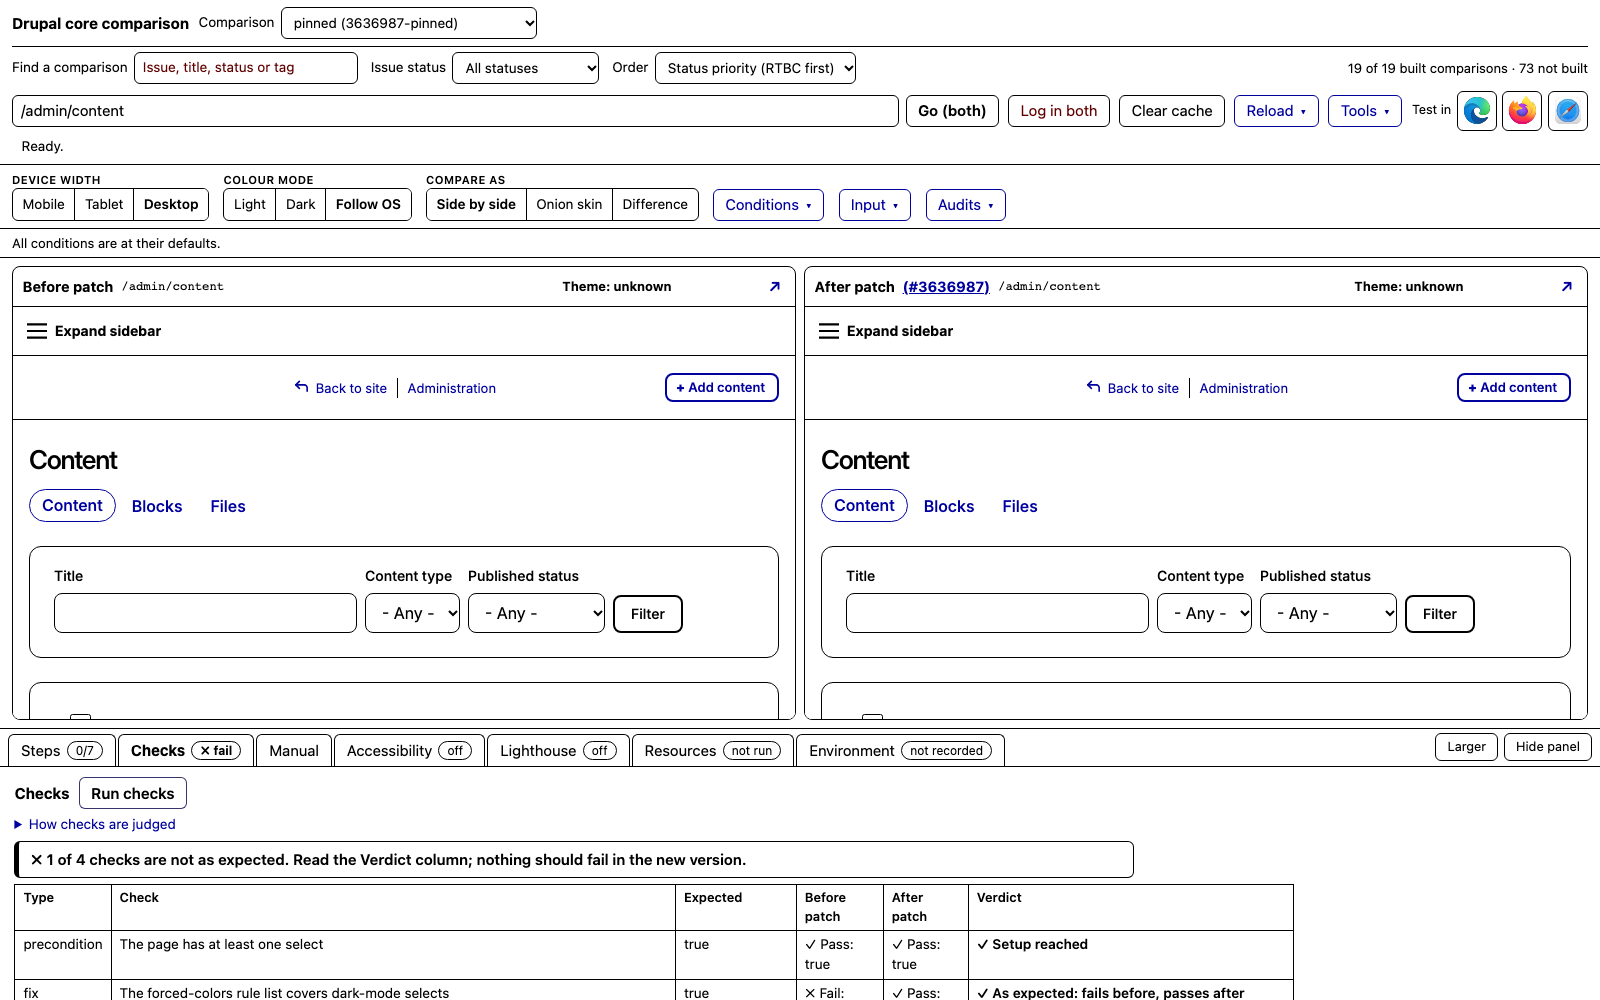 Drupal core comparison Comparison pinned (3636987-pinned)
Find a comparison Issue, title, status or tag Issue status All statuses Order Status priority (RTBC first) 19 of 19 built comparisons · 73 not built
/admin/content Go (both) Log in both Clear cache Reload ▾ Tools ▾ Test in
Ready.
DEVICE WIDTH COLOUR MODE COMPARE AS
Mobile Tablet Desktop Light Dark Follow OS Side by side Onion skin Difference Conditions ▾ Input ▾ Audits ▾
All conditions are at their defaults.
Before patch /admin/content Theme: unknown
Expand sidebar
Back to site Administration + Add content
Content
Content Blocks Files
Title Content type Published status
- Any - - Any - Filter
After patch (#3636987) /admin/content Theme: unknown
Expand sidebar
Back to site Administration + Add content
Content
Content Blocks Files
Title Content type Published status
- Any - - Any - Filter
Steps 0/7 Checks ✕ fail Manual Accessibility off Lighthouse off Resources not run Environment not recorded Larger Hide panel
Checks Run checks
▶ How checks are judged
✕ 1 of 4 checks are not as expected. Read the Verdict column; nothing should fail in the new version.
Type Check Expected Before patch After patch Verdict
precondition The page has at least one select true ✓ Pass: true ✓ Pass: true ✓ Setup reached
fix The forced-colors rule list covers dark-mode selects true ✕ Fail: ✓ Pass: ✓ As expected: fails before, passes after